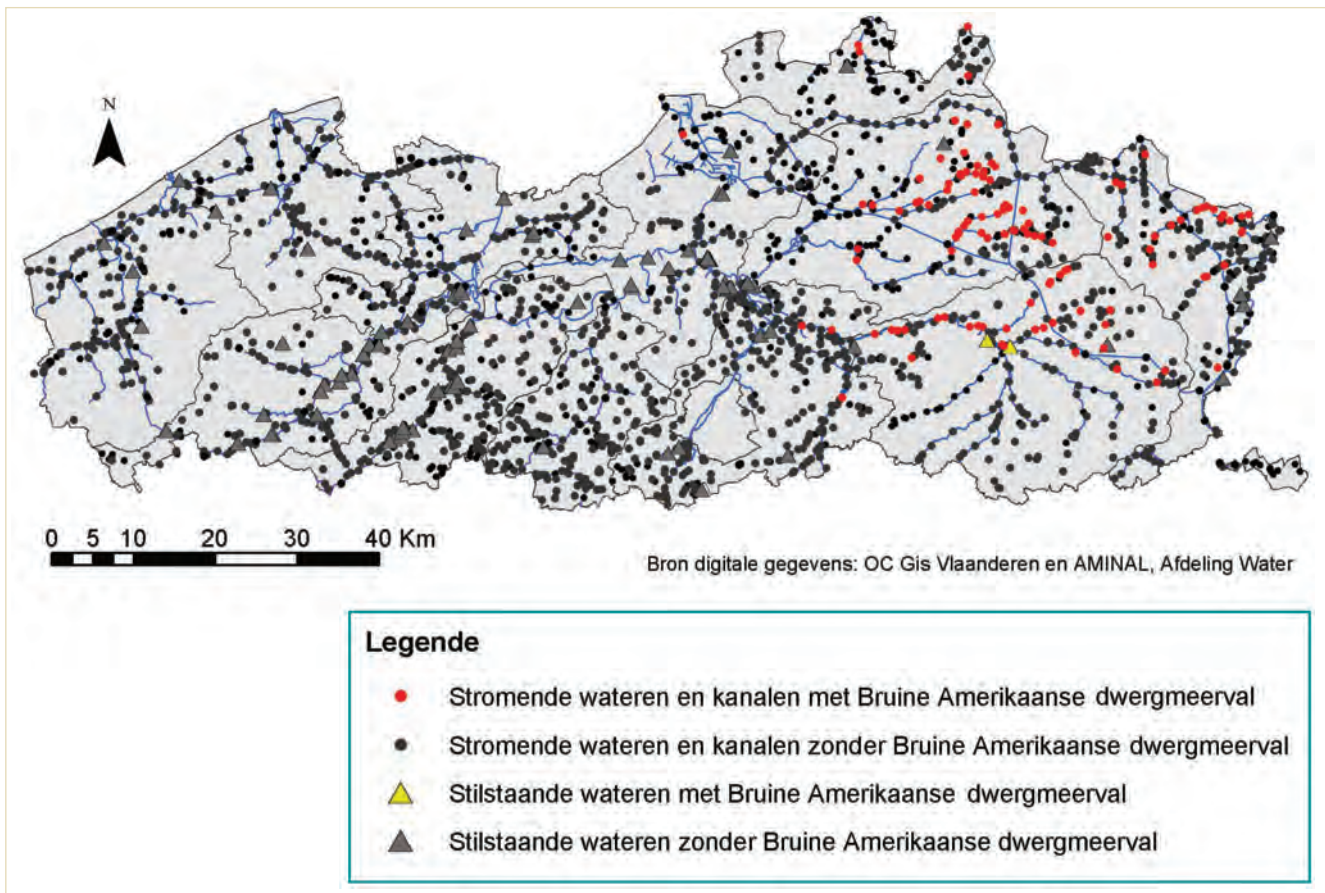 N
0 5 10 20 30 40 Km
Bron digitale gegevens: OC Gis Vlaanderen en AMINAL, Afdeling Water
Legende
Stromende wateren en kanalen met Bruine Amerikaanse dwergmeerval
Stromende wateren en kanalen zonder Bruine Amerikaanse dwergmeerval
Stilstaande wateren met Bruine Amerikaanse dwergmeerval
Stilstaande wateren zonder Bruine Amerikaanse dwergmeerval